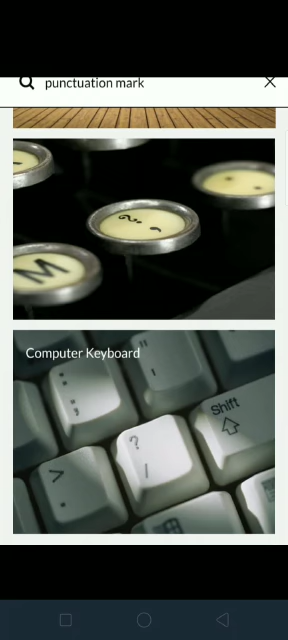 punctuation mark
? ,
M
Computer Keyboard
"
'
:
;
Shift
?
/
>
.